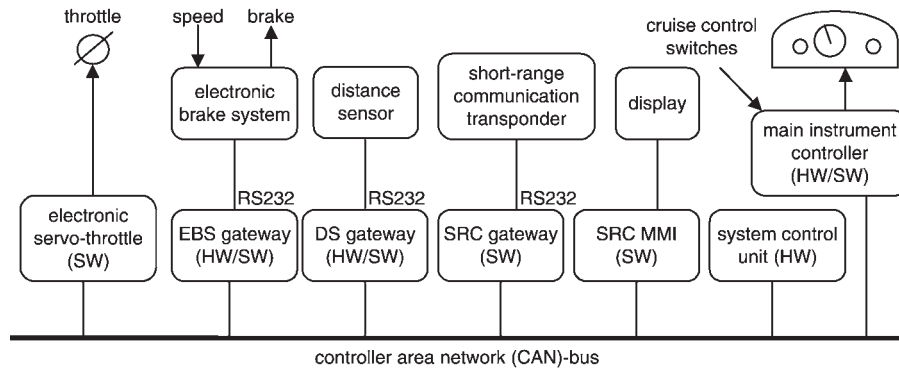 throttle
speed
brake
cruise control
switches
electronic
brake system
distance
sensor
short-range
communication
transponder
display
main instrument
controller
(HW/SW)
RS232
RS232
RS232
electronic
servo-throttle
(SW)
EBS gateway
(HW/SW)
DS gateway
(HW/SW)
SRC gateway
(SW)
SRC MMI
(SW)
system control
unit (HW)
controller area network (CAN)-bus